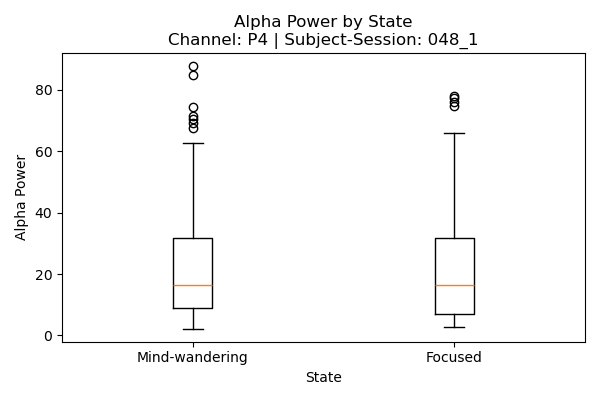 Alpha Power by State
Channel: P4 | Subject-Session: 048_1
Alpha Power
80
60
40
20
0
Mind-wandering
Focused
State